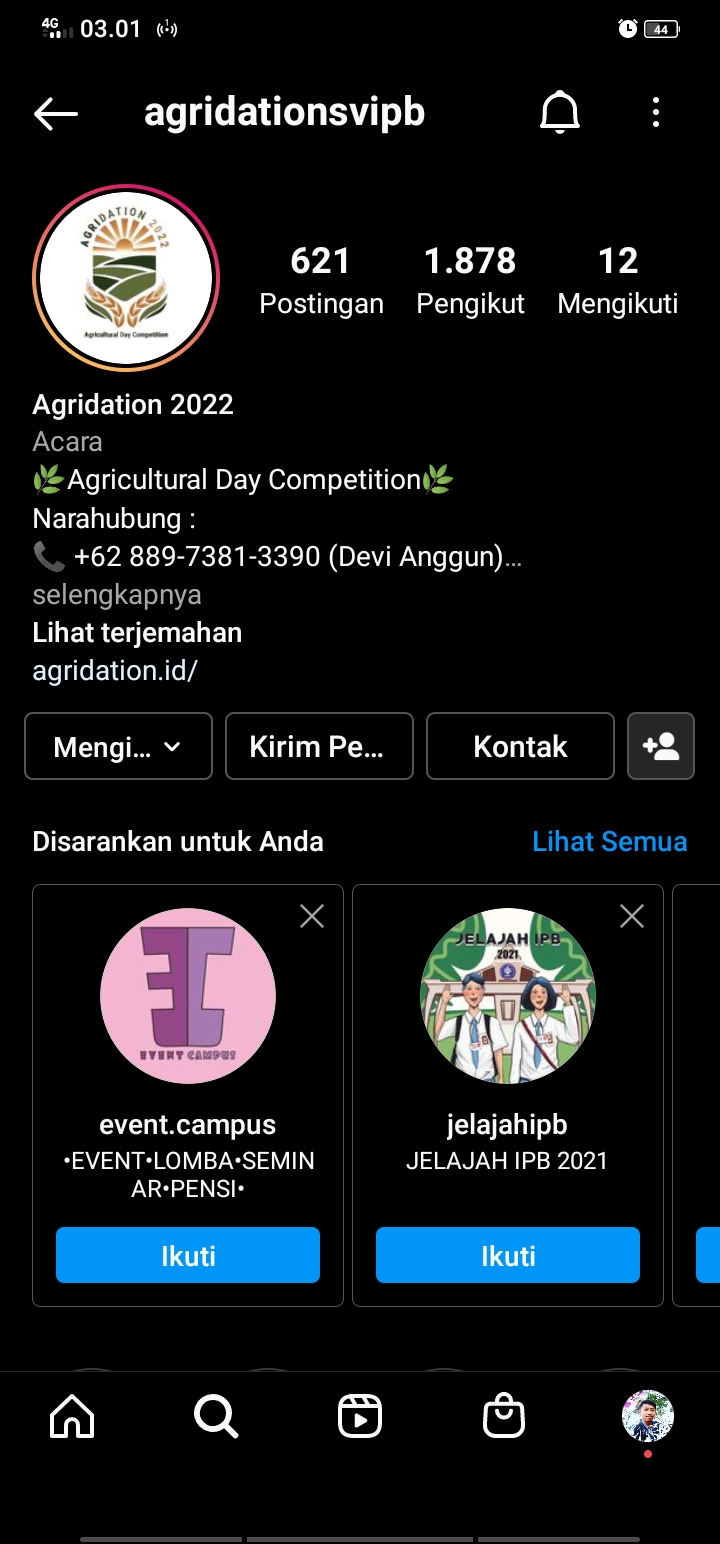 4G 03.01 44
agridationsvipb
AGRIDATION 2022
Agricultural Day Competition
621 1.878 12
Postingan Pengikut Mengikuti
Agridation 2022
Acara
🌿Agricultural Day Competition🌿
Narahubung :
📞 +62 889-7381-3390 (Devi Anggun)...
selengkapnya
Lihat terjemahan
agridation.id/
Mengi... Kirim Pe... Kontak
Disarankan untuk Anda Lihat Semua
EVENT CAMPUS
JELAJAH IPB
2021
event.campus
•EVENT•LOMBA•SEMIN
AR•PENSI•
Ikuti
jelajahipb
JELAJAH IPB 2021
Ikuti